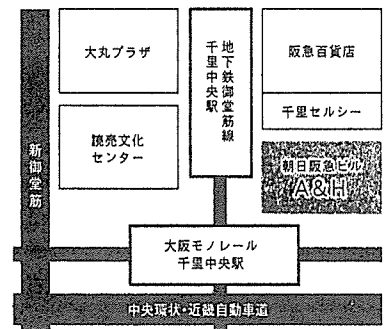 大丸プラザ
地下鉄御堂筋線
千里中央駅
阪急百貨店
千里セルシー
読売文化
センター
新御堂筋
朝日阪急ビル
A&H
大阪モノレール
千里中央駅
中央環状・近畿自動車道